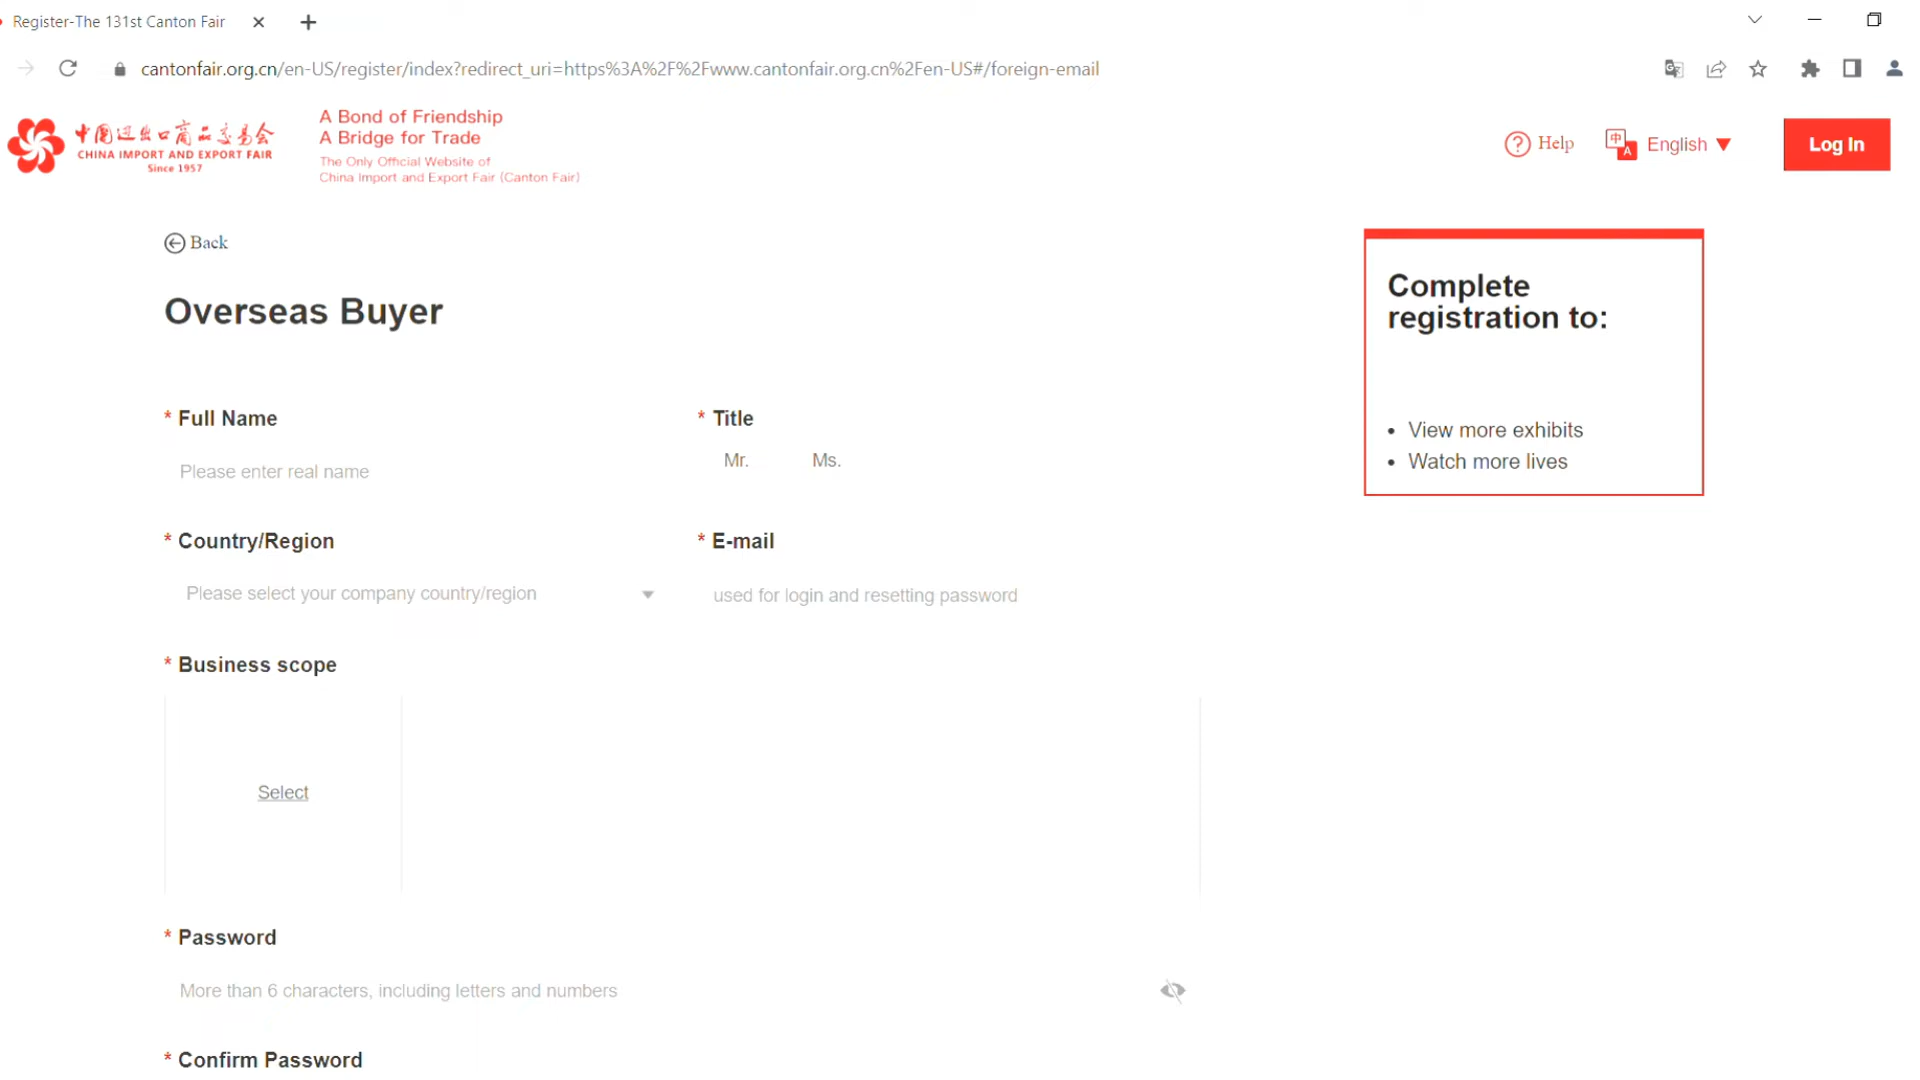 Register-The 131st Canton Fair
cantonfair.org.cn/en-US/register/index?redirect_uri=https%3A%2F%2Fwww.cantonfair.org.cn%2Fen-US#/foreign-email
中国进出口商品交易会
CHINA IMPORT AND EXPORT FAIR
Since 1957
A Bond of Friendship
A Bridge for Trade
The Only Official Website of
China Import and Export Fair (Canton Fair)
Help
中 A
English
Log In
Back
Overseas Buyer
Complete
registration to:
• View more exhibits
• Watch more lives
* Full Name
Please enter real name
* Title
Mr.
Ms.
* Country/Region
Please select your company country/region
* E-mail
used for login and resetting password
* Business scope
Select
* Password
More than 6 characters, including letters and numbers
* Confirm Password